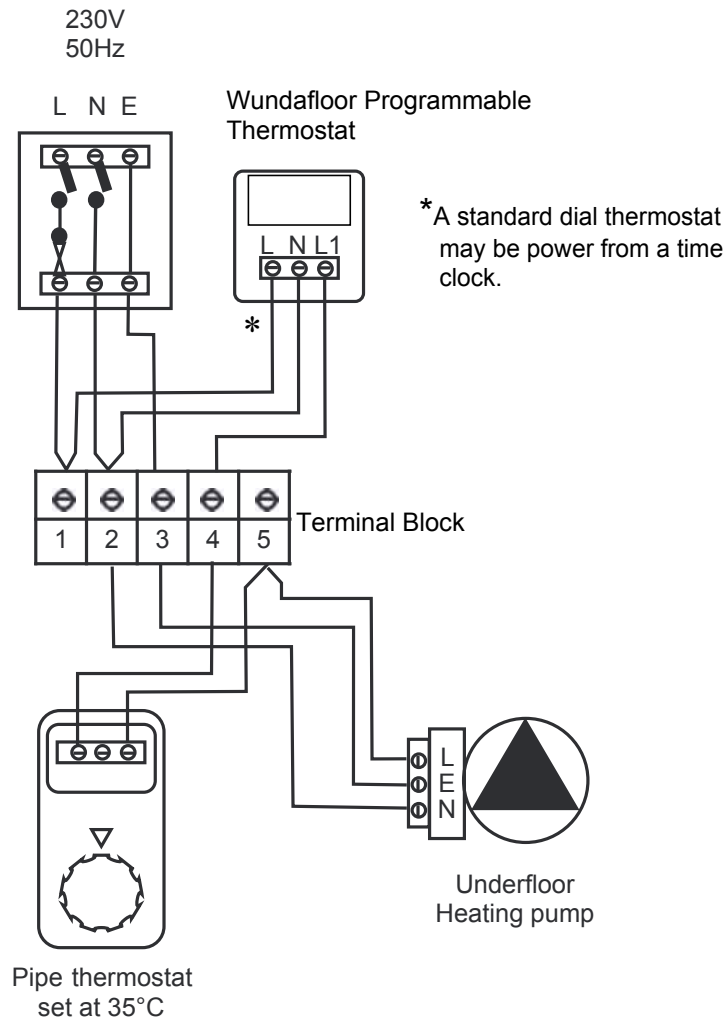 230V
50Hz
L N E
Wundafloor Programmable
Thermostat
L N L1
*A standard dial thermostat
may be power from a time
clock.
*
1 2 3 4 5
Terminal Block
L
E
N
Underfloor
Heating pump
Pipe thermostat
set at 35°C